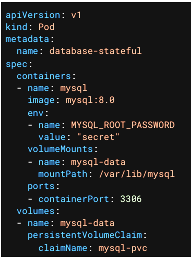 apiVersion: v1
kind: Pod
metadata:
  name: database-stateful
spec:
  containers:
  - name: mysql
    image: mysql:8.0
    env:
    - name: MYSQL_ROOT_PASSWORD
      value: "secret"
    volumeMounts:
    - name: mysql-data
      mountPath: /var/lib/mysql
    ports:
    - containerPort: 3306
  volumes:
  - name: mysql-data
    persistentVolumeClaim:
      claimName: mysql-pvc